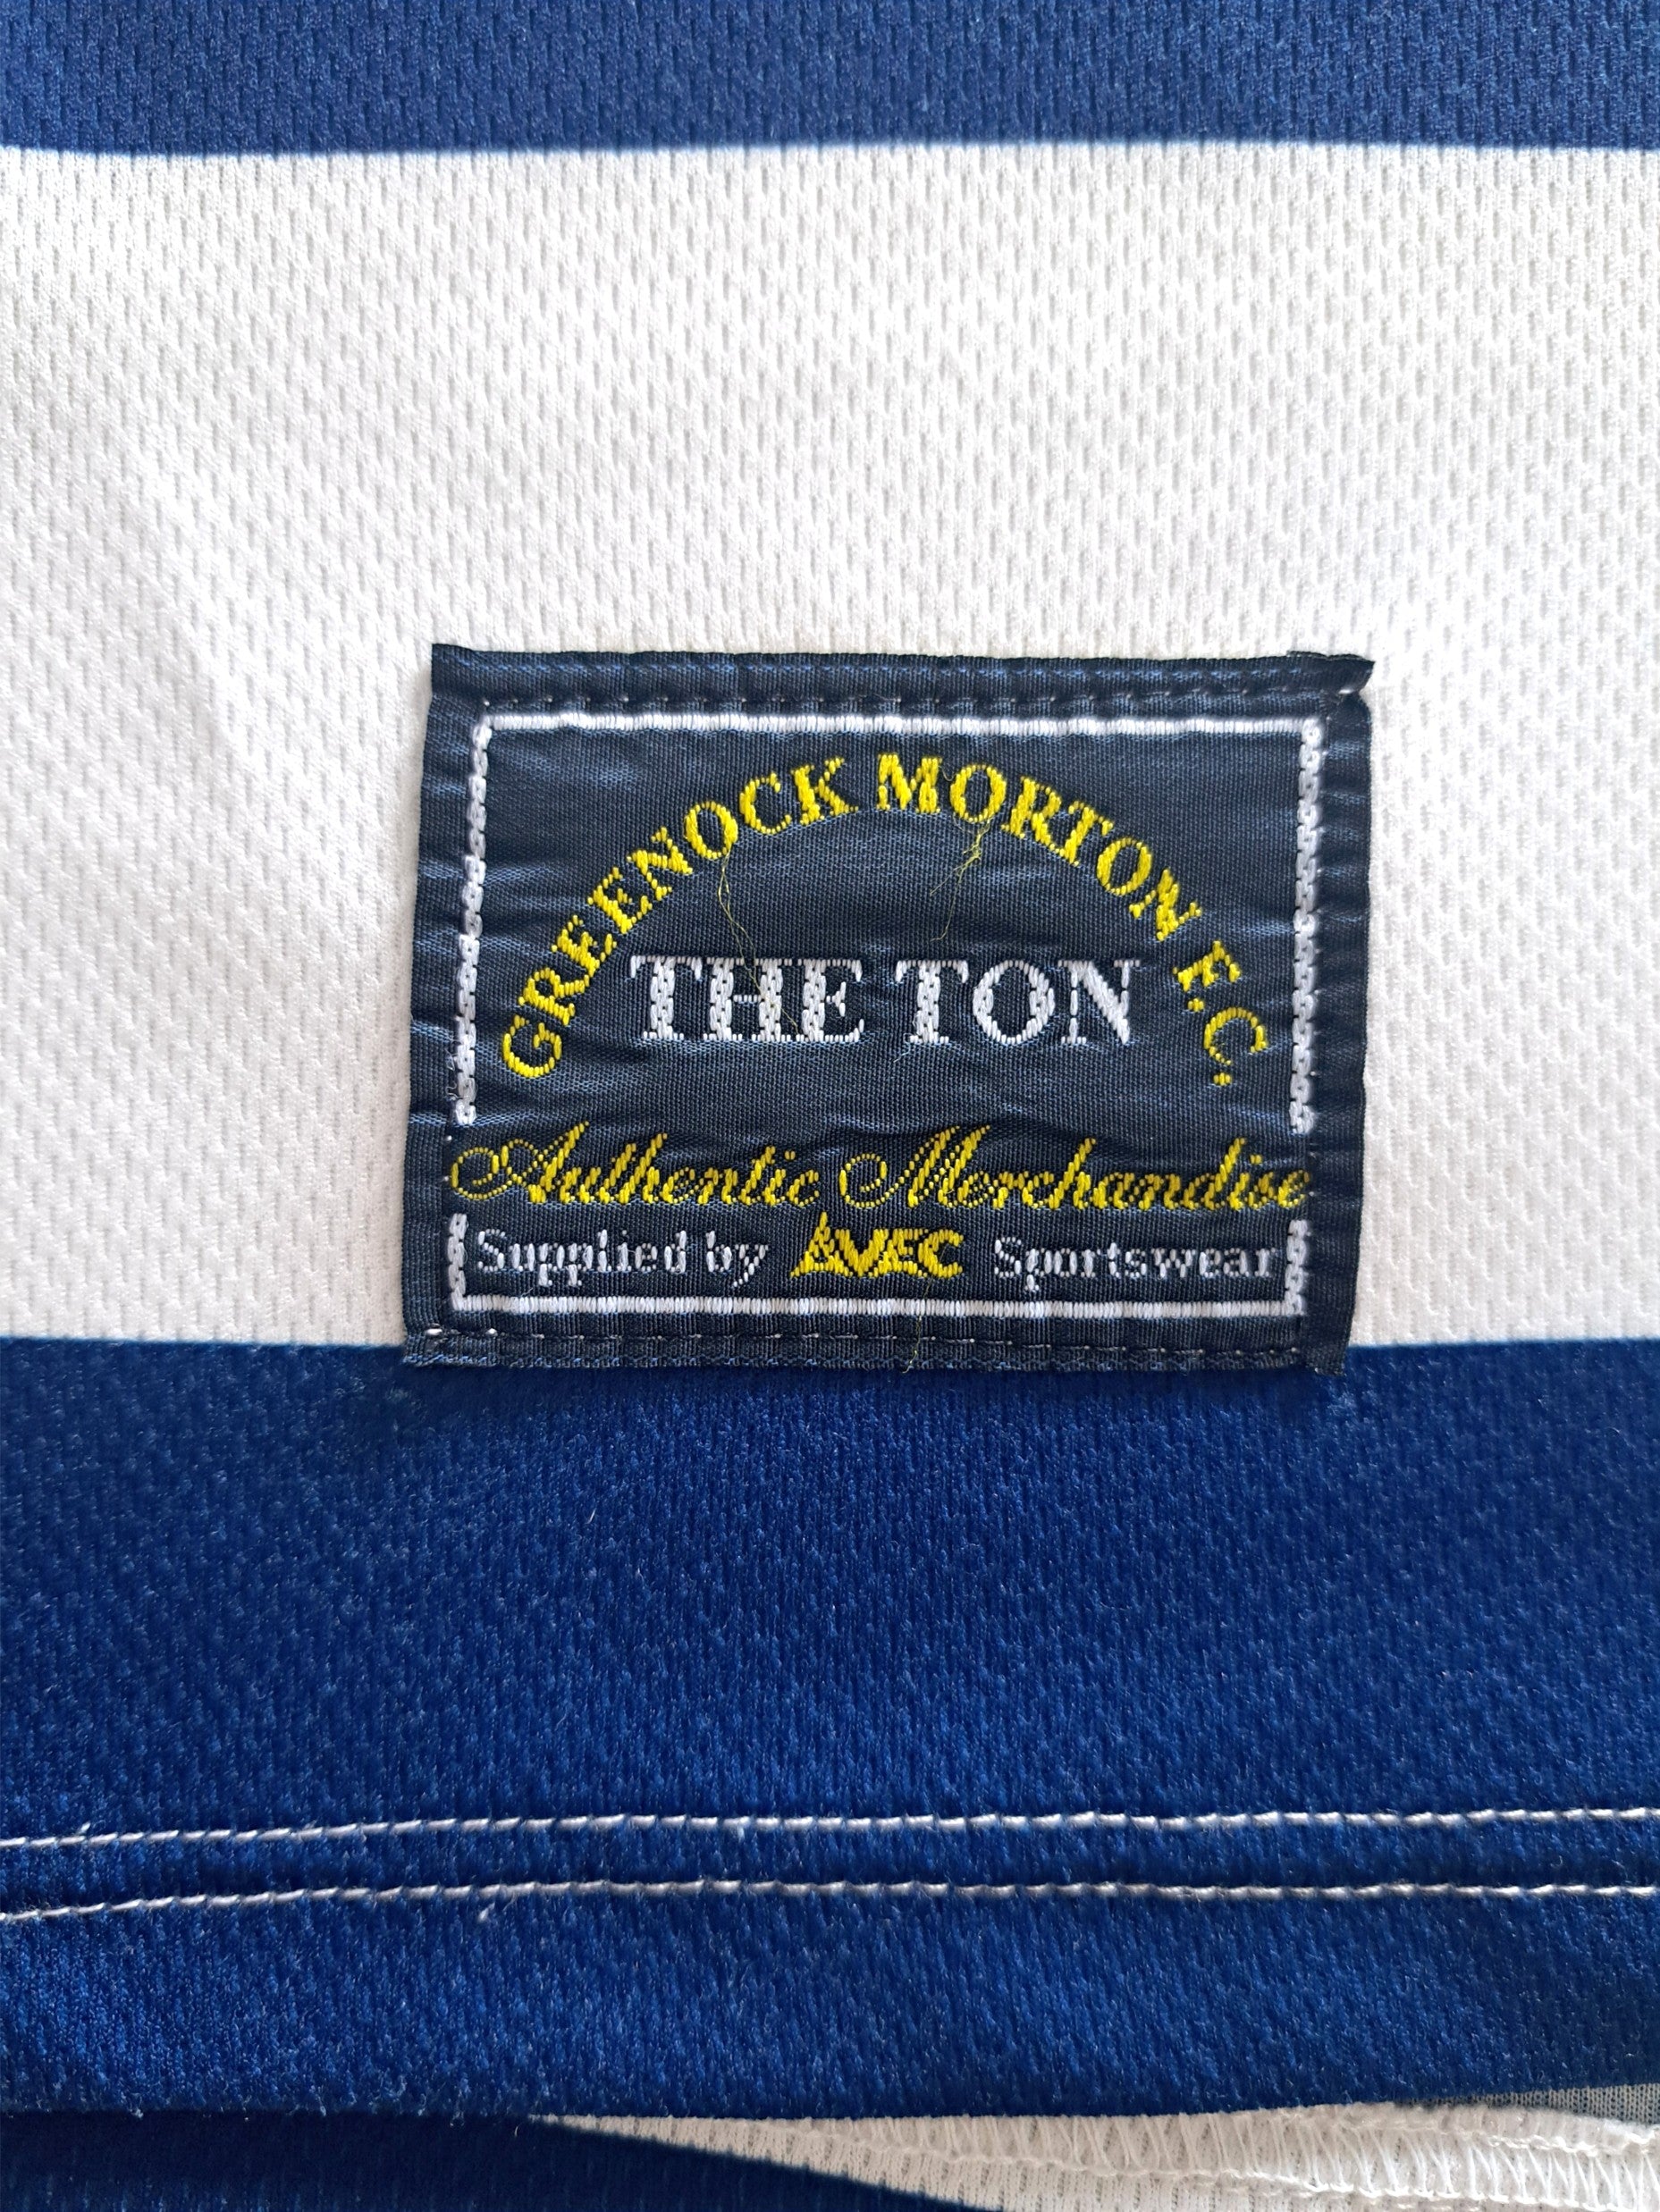 GREENOCK MORTON F.C.
THE TON
Authentic Merchandise
Supplied by AVEC Sportswear